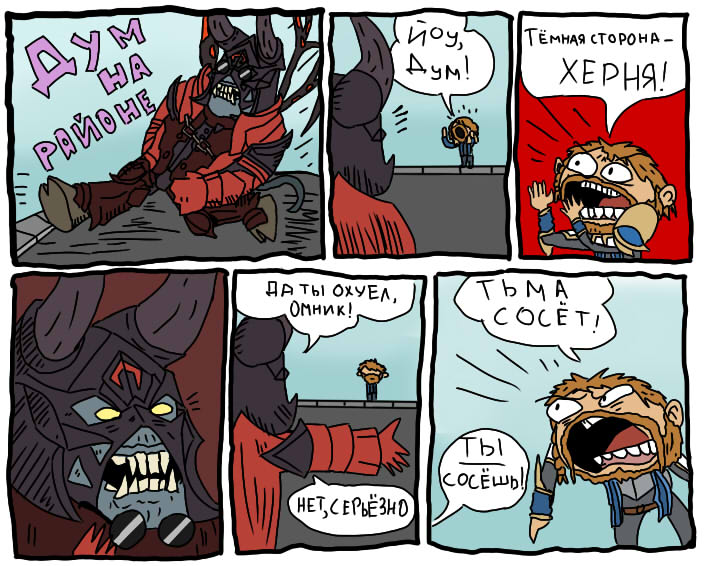 ДУМ
НА
РАЙОНЕ
ЙОУ,
ДУМ!
ТЁМНАЯ СТОРОНА –
ХЕРНЯ!
ДА ТЫ ОХУЕЛ,
ОМНИК!
НЕТ, СЕРЬЁЗНО
ТЬМА
СОСЁТ!
ТЫ
СОСЁШЬ!